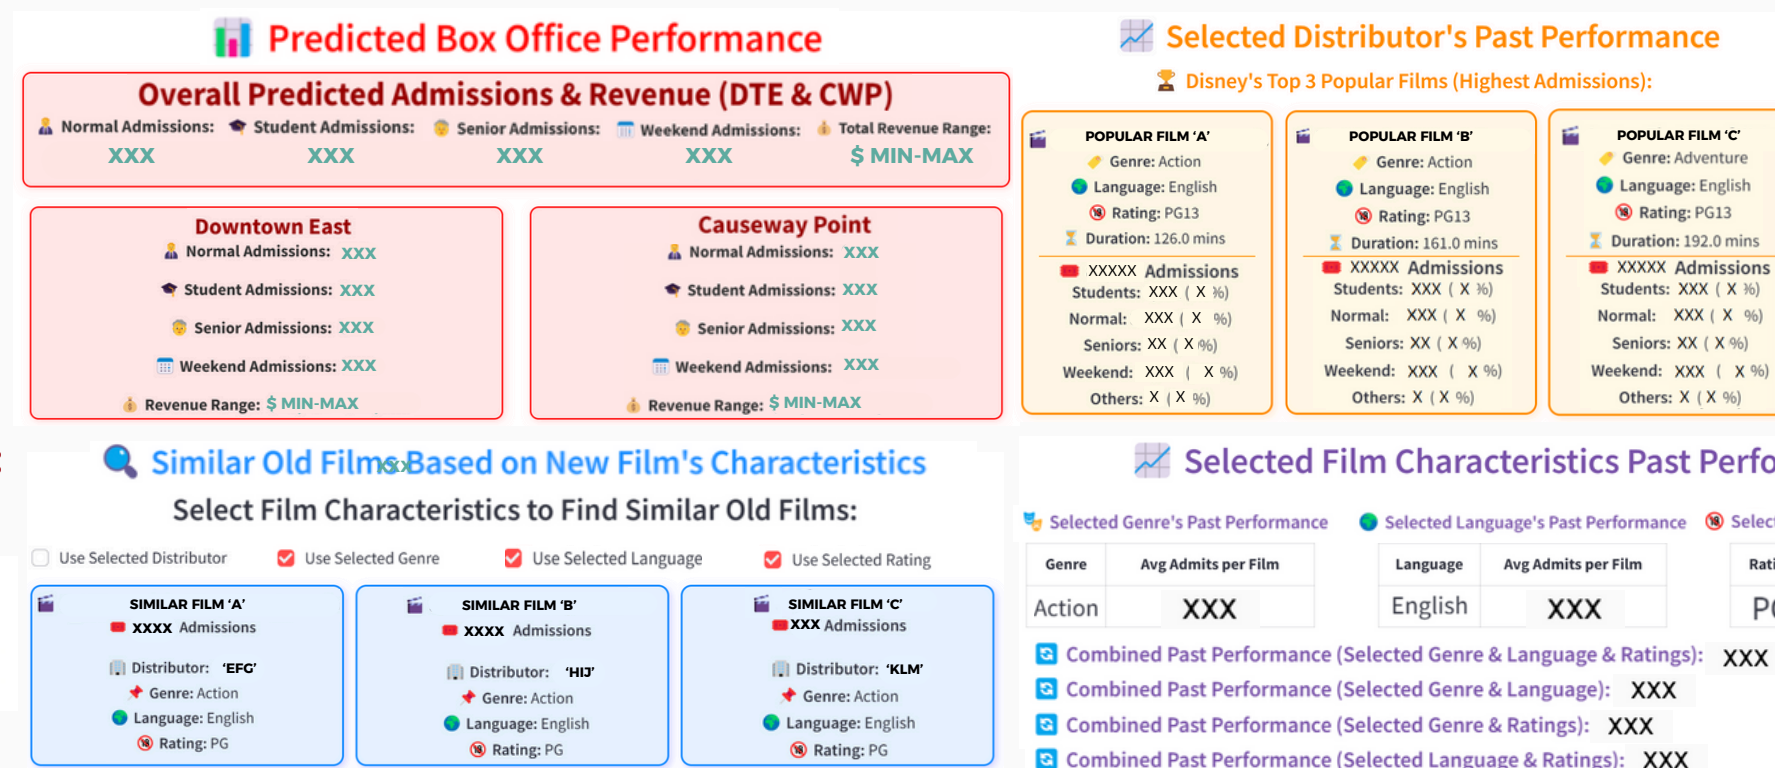 Predicted Box Office Performance
Overall Predicted Admissions & Revenue (DTE & CWP)
Normal Admissions: Student Admissions: Senior Admissions: Weekend Admissions: Total Revenue Range:
XXX XXX XXX XXX $ MIN-MAX
Downtown East
Normal Admissions: XXX
Student Admissions: XXX
Senior Admissions: XXX
Weekend Admissions: XXX
Revenue Range: $ MIN-MAX
Causeway Point
Normal Admissions: XXX
Student Admissions: XXX
Senior Admissions: XXX
Weekend Admissions: XXX
Revenue Range: $ MIN-MAX
Selected Distributor's Past Performance
Disney's Top 3 Popular Films (Highest Admissions):
POPULAR FILM ‘A’
Genre: Action
Language: English
Rating: PG13
Duration: 126.0 mins
XXXXX Admissions
Students: XXX ( X %)
Normal: XXX ( X %)
Seniors: XX ( X %)
Weekend: XXX ( X %)
Others: X ( X %)
POPULAR FILM ‘B’
Genre: Action
Language: English
Rating: PG13
Duration: 161.0 mins
XXXXX Admissions
Students: XXX ( X %)
Normal: XXX ( X %)
Seniors: XX ( X %)
Weekend: XXX ( X %)
Others: X ( X %)
POPULAR FILM ‘C’
Genre: Adventure
Language: English
Rating: PG13
Duration: 192.0 mins
XXXXX Admissions
Students: XXX ( X %)
Normal: XXX ( X %)
Seniors: XX ( X %)
Weekend: XXX ( X %)
Others: X ( X %)
Similar Old Films Based on New Film's Characteristics
XXX
Select Film Characteristics to Find Similar Old Films:
Use Selected Distributor Use Selected Genre Use Selected Language Use Selected Rating
SIMILAR FILM ‘A’
XXXX Admissions
Distributor: ‘EFG’
Genre: Action
Language: English
Rating: PG
SIMILAR FILM ‘B’
XXXX Admissions
Distributor: ‘HIJ’
Genre: Action
Language: English
Rating: PG
SIMILAR FILM ‘C’
XXX Admissions
Distributor: ‘KLM’
Genre: Action
Language: English
Rating: PG
Selected Film Characteristics Past Perfo
Selected Genre's Past Performance
Genre Avg Admits per Film
Action XXX
Selected Language's Past Performance
Language Avg Admits per Film
English XXX
Select
Rati
PG
Combined Past Performance (Selected Genre & Language & Ratings): XXX
Combined Past Performance (Selected Genre & Language): XXX
Combined Past Performance (Selected Genre & Ratings): XXX
Combined Past Performance (Selected Language & Ratings): XXX